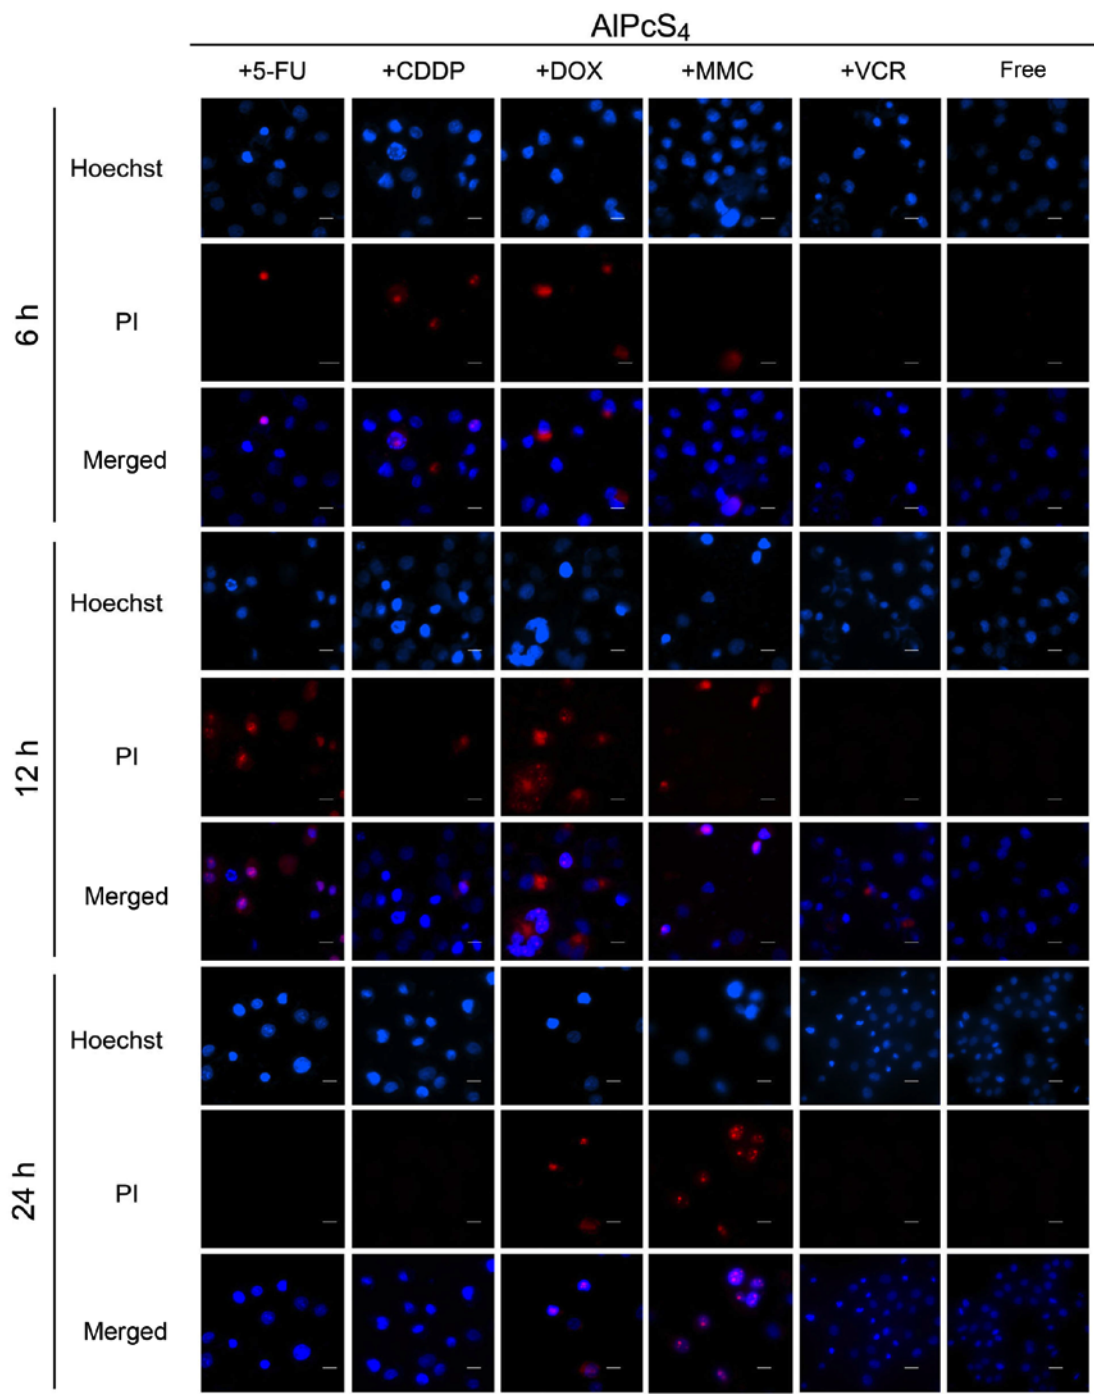 AlPcS4
+5-FU +CDDP +DOX +MMC +VCR Free
6 h
Hoechst
PI
Merged
12 h
Hoechst
PI
Merged
24 h
Hoechst
PI
Merged